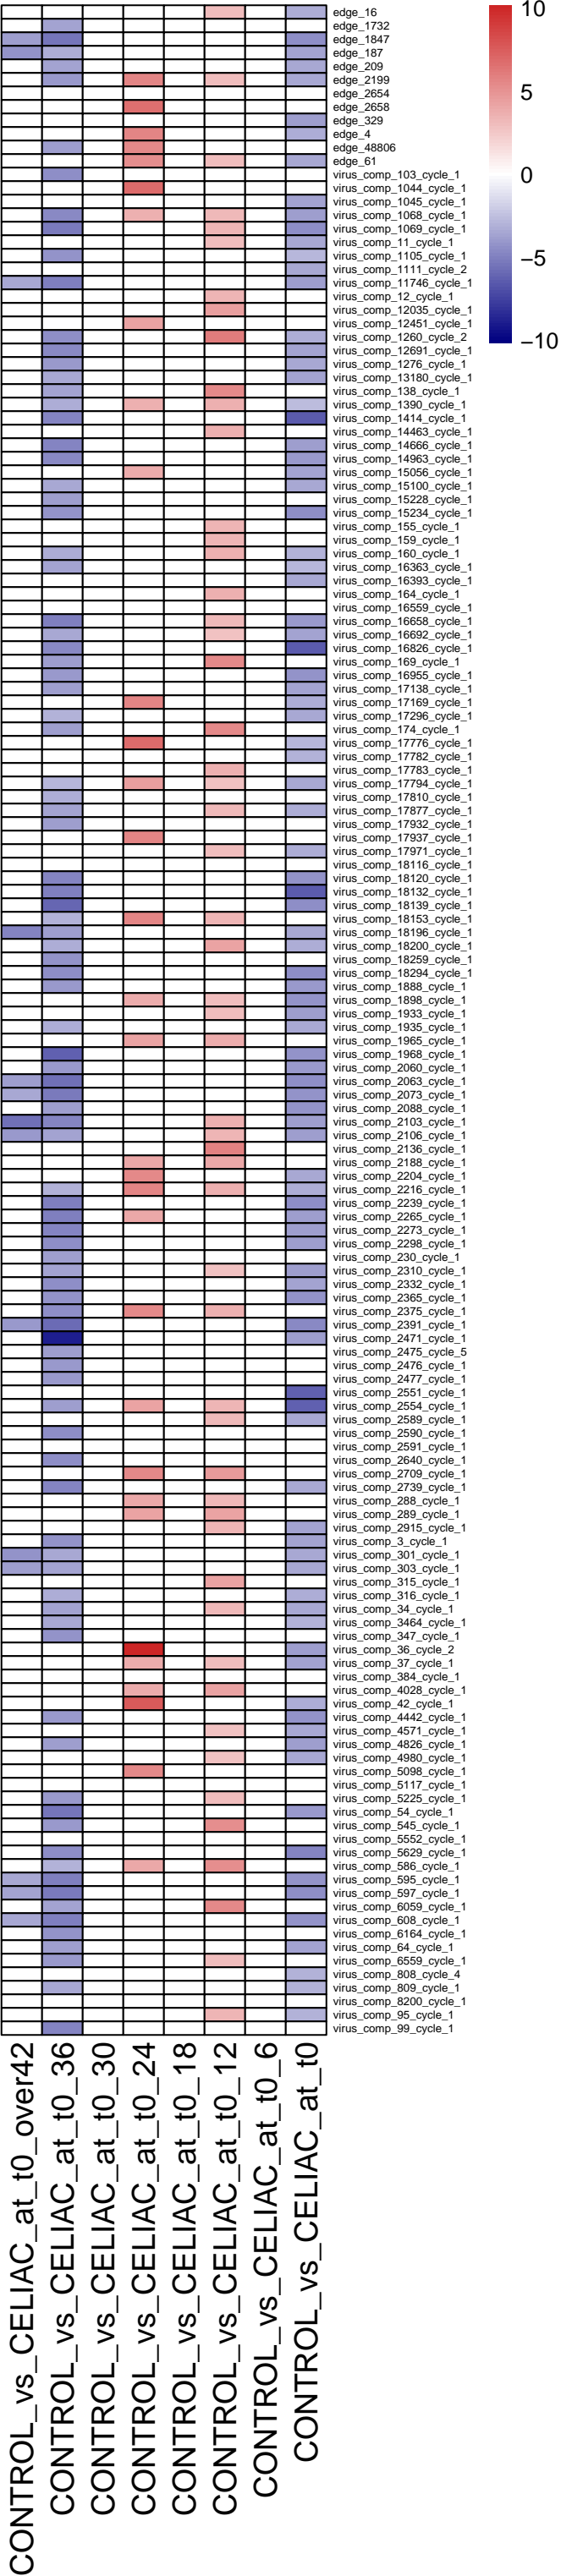 10
5
0
−5
−10
edge_16
edge_1732
edge_1847
edge_187
edge_209
edge_2199
edge_2654
edge_2658
edge_329
edge_4
edge_48806
edge_61
virus_comp_103_cycle_1
virus_comp_1044_cycle_1
virus_comp_1045_cycle_1
virus_comp_1068_cycle_1
virus_comp_1069_cycle_1
virus_comp_11_cycle_1
virus_comp_1105_cycle_1
virus_comp_1111_cycle_2
virus_comp_11746_cycle_1
virus_comp_12_cycle_1
virus_comp_12035_cycle_1
virus_comp_12451_cycle_1
virus_comp_1260_cycle_2
virus_comp_12691_cycle_1
virus_comp_1276_cycle_1
virus_comp_13180_cycle_1
virus_comp_138_cycle_1
virus_comp_1390_cycle_1
virus_comp_1414_cycle_1
virus_comp_14463_cycle_1
virus_comp_14666_cycle_1
virus_comp_14963_cycle_1
virus_comp_15056_cycle_1
virus_comp_15100_cycle_1
virus_comp_15228_cycle_1
virus_comp_15234_cycle_1
virus_comp_155_cycle_1
virus_comp_159_cycle_1
virus_comp_160_cycle_1
virus_comp_16363_cycle_1
virus_comp_16393_cycle_1
virus_comp_164_cycle_1
virus_comp_16559_cycle_1
virus_comp_16658_cycle_1
virus_comp_16692_cycle_1
virus_comp_16826_cycle_1
virus_comp_169_cycle_1
virus_comp_16955_cycle_1
virus_comp_17138_cycle_1
virus_comp_17169_cycle_1
virus_comp_17296_cycle_1
virus_comp_174_cycle_1
virus_comp_17776_cycle_1
virus_comp_17782_cycle_1
virus_comp_17783_cycle_1
virus_comp_17794_cycle_1
virus_comp_17810_cycle_1
virus_comp_17877_cycle_1
virus_comp_17932_cycle_1
virus_comp_17937_cycle_1
virus_comp_17971_cycle_1
virus_comp_18116_cycle_1
virus_comp_18120_cycle_1
virus_comp_18132_cycle_1
virus_comp_18139_cycle_1
virus_comp_18153_cycle_1
virus_comp_18196_cycle_1
virus_comp_18200_cycle_1
virus_comp_18259_cycle_1
virus_comp_18294_cycle_1
virus_comp_1888_cycle_1
virus_comp_1898_cycle_1
virus_comp_1933_cycle_1
virus_comp_1935_cycle_1
virus_comp_1965_cycle_1
virus_comp_1968_cycle_1
virus_comp_2060_cycle_1
virus_comp_2063_cycle_1
virus_comp_2073_cycle_1
virus_comp_2088_cycle_1
virus_comp_2103_cycle_1
virus_comp_2106_cycle_1
virus_comp_2136_cycle_1
virus_comp_2188_cycle_1
virus_comp_2204_cycle_1
virus_comp_2216_cycle_1
virus_comp_2239_cycle_1
virus_comp_2265_cycle_1
virus_comp_2273_cycle_1
virus_comp_2298_cycle_1
virus_comp_230_cycle_1
virus_comp_2310_cycle_1
virus_comp_2332_cycle_1
virus_comp_2365_cycle_1
virus_comp_2375_cycle_1
virus_comp_2391_cycle_1
virus_comp_2471_cycle_1
virus_comp_2475_cycle_5
virus_comp_2476_cycle_1
virus_comp_2477_cycle_1
virus_comp_2551_cycle_1
virus_comp_2554_cycle_1
virus_comp_2589_cycle_1
virus_comp_2590_cycle_1
virus_comp_2591_cycle_1
virus_comp_2640_cycle_1
virus_comp_2709_cycle_1
virus_comp_2739_cycle_1
virus_comp_288_cycle_1
virus_comp_289_cycle_1
virus_comp_2915_cycle_1
virus_comp_3_cycle_1
virus_comp_301_cycle_1
virus_comp_303_cycle_1
virus_comp_315_cycle_1
virus_comp_316_cycle_1
virus_comp_34_cycle_1
virus_comp_3464_cycle_1
virus_comp_347_cycle_1
virus_comp_36_cycle_2
virus_comp_37_cycle_1
virus_comp_384_cycle_1
virus_comp_4028_cycle_1
virus_comp_42_cycle_1
virus_comp_4442_cycle_1
virus_comp_4571_cycle_1
virus_comp_4826_cycle_1
virus_comp_4980_cycle_1
virus_comp_5098_cycle_1
virus_comp_5117_cycle_1
virus_comp_5225_cycle_1
virus_comp_54_cycle_1
virus_comp_545_cycle_1
virus_comp_5552_cycle_1
virus_comp_5629_cycle_1
virus_comp_586_cycle_1
virus_comp_595_cycle_1
virus_comp_597_cycle_1
virus_comp_6059_cycle_1
virus_comp_608_cycle_1
virus_comp_6164_cycle_1
virus_comp_64_cycle_1
virus_comp_6559_cycle_1
virus_comp_808_cycle_4
virus_comp_809_cycle_1
virus_comp_8200_cycle_1
virus_comp_95_cycle_1
virus_comp_99_cycle_1
CONTROL_vs_CELIAC_at_t0_over42
CONTROL_vs_CELIAC_at_t0_36
CONTROL_vs_CELIAC_at_t0_30
CONTROL_vs_CELIAC_at_t0_24
CONTROL_vs_CELIAC_at_t0_18
CONTROL_vs_CELIAC_at_t0_12
CONTROL_vs_CELIAC_at_t0_6
CONTROL_vs_CELIAC_at_t0